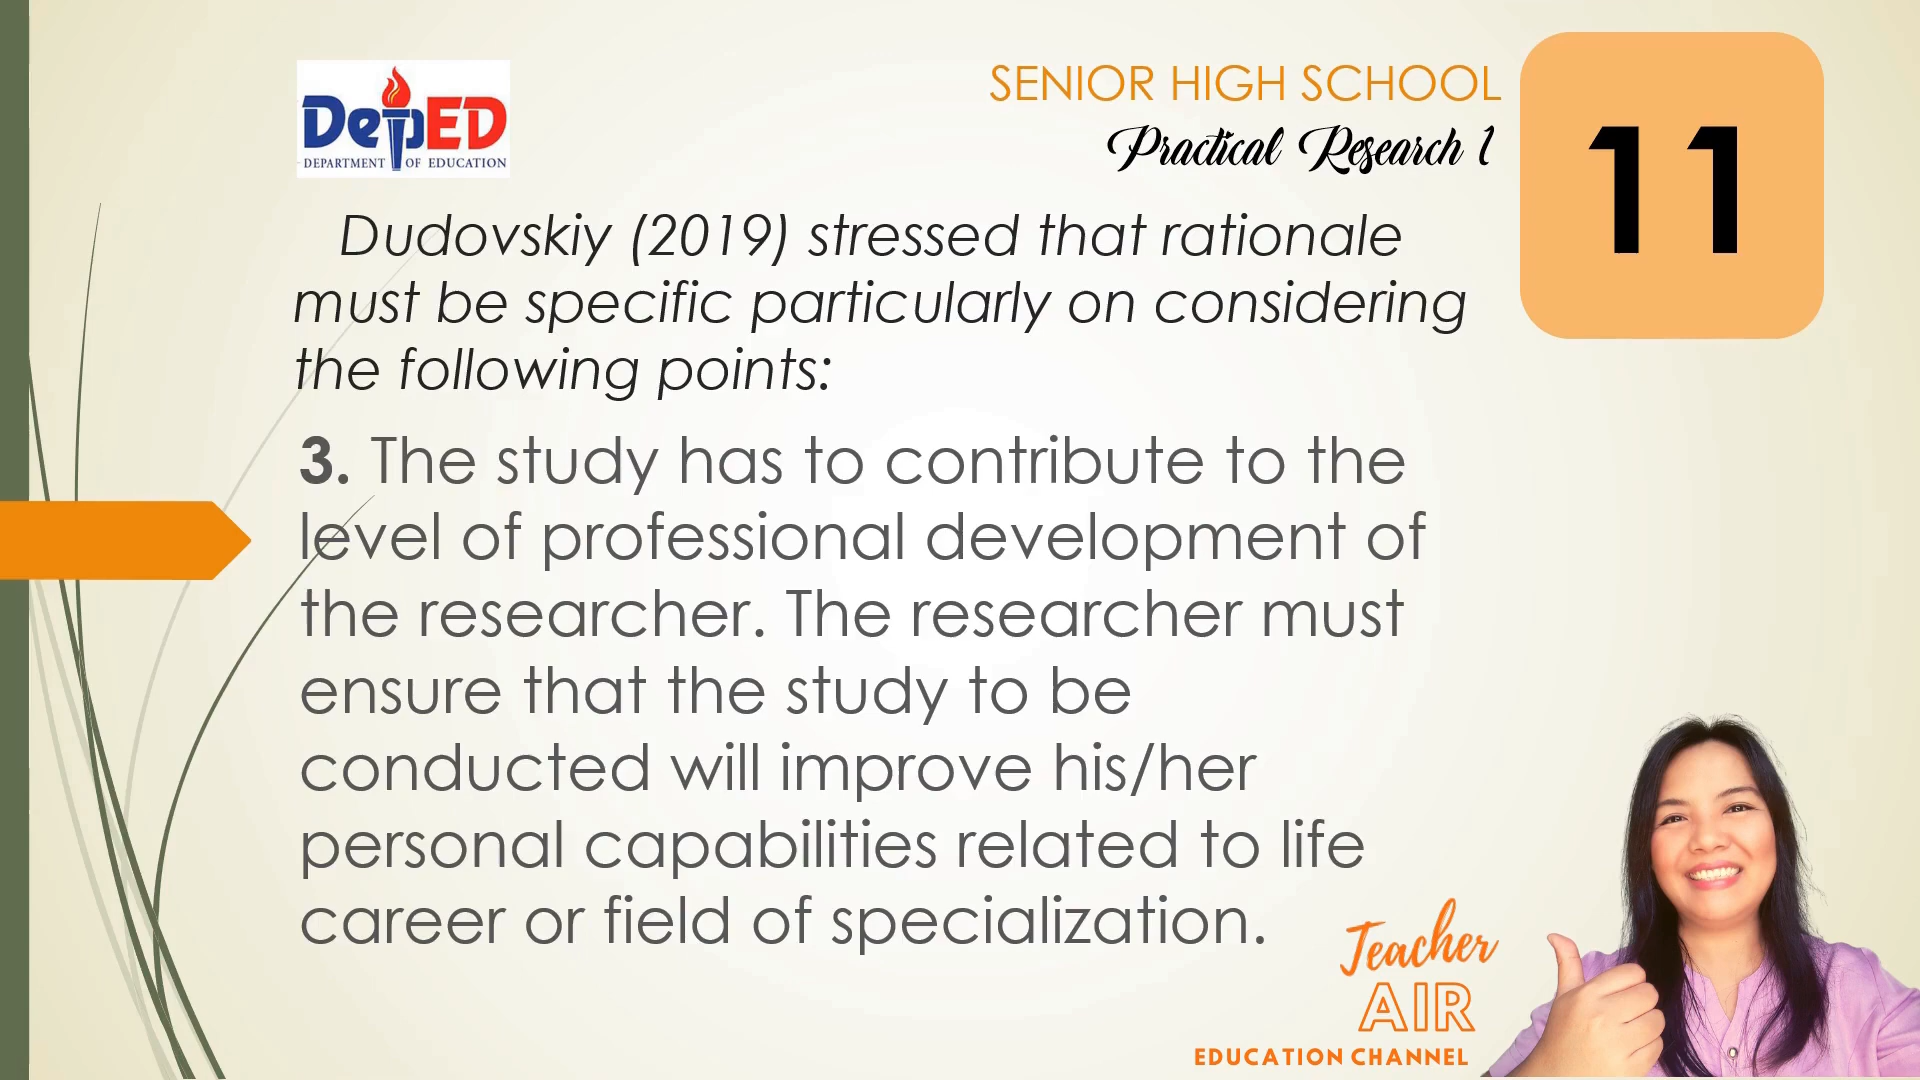 DepED
DEPARTMENT OF EDUCATION
SENIOR HIGH SCHOOL
Practical Research 1
11
Dudovskiy (2019) stressed that rationale
must be specific particularly on considering
the following points:
3. The study has to contribute to the
level of professional development of
the researcher. The researcher must
ensure that the study to be
conducted will improve his/her
personal capabilities related to life
career or field of specialization.
Teacher
AIR
EDUCATION CHANNEL